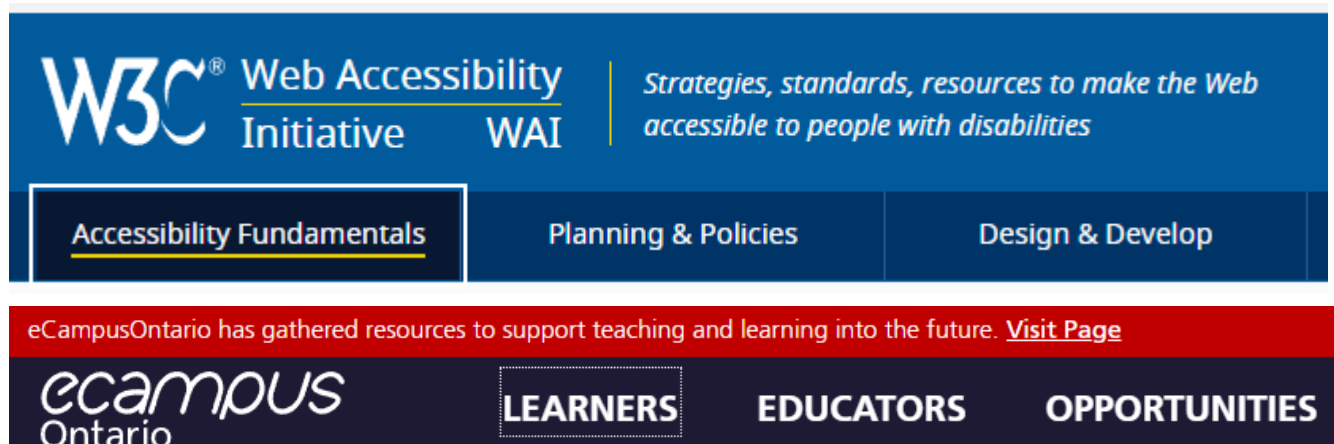 W3C® Web Accessibility Initiative WAI
Strategies, standards, resources to make the Web
accessible to people with disabilities
Accessibility Fundamentals Planning & Policies Design & Develop
eCampusOntario has gathered resources to support teaching and learning into the future. Visit Page
ecampus
Ontario
LEARNERS EDUCATORS OPPORTUNITIES